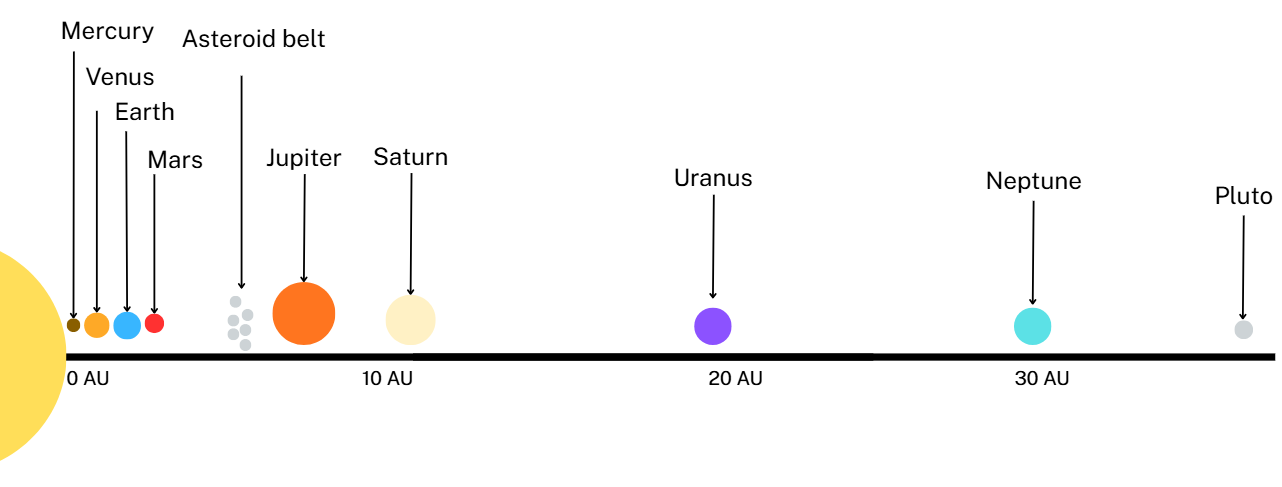 Mercury
Asteroid belt
Venus
Earth
Mars
Jupiter
Saturn
Uranus
Neptune
Pluto
0 AU
10 AU
20 AU
30 AU